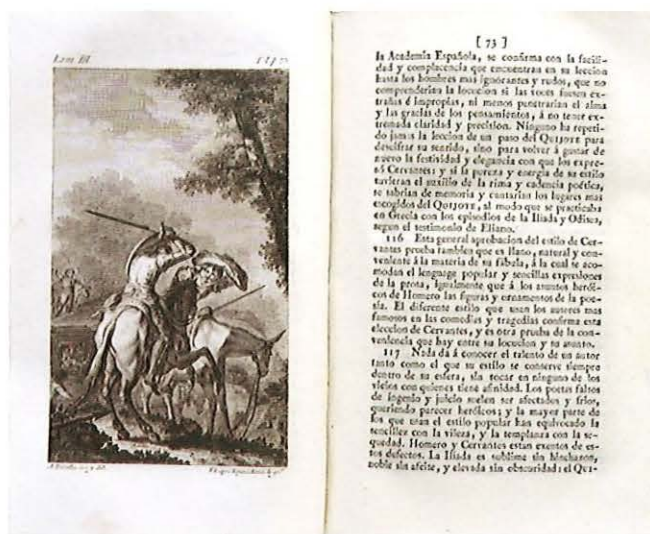 Tom. III
[ 73 ]
la Academia Española, se confirma con la facili-
dad y complacencia que encuentran en su leccion
hasta los hombres mas ignorantes y rudos, que no
comprenderian la locucion si las voces fuesen ex-
trañas é impropias, ni menos penetrarian el alma
y las gracias de los pensamientos, á no tener ex-
tremada claridad y precision. Ninguno ha repeti-
do jamas la leccion de un paso del QUIJOTE para
descifrar su sentido, sino para volver á gustar de
nuevo la festividad y elegancia con que los expre-
só Cervantes: y si la pureza y energía de su estilo
tuvieran el auxilio de la rima y cadencia poética,
se sabrian de memoria y cantarian los lugares mas
escogidos del QUIJOTE, al modo que se practicaba
en Grecia con los episodios de la Iliada y Odisea,
segun el testimonio de Eliano.
116 Esta general aprobacion del estilo de Cer-
vantes prueba tambien que es llano, natural y con-
veniente á la materia de su fábula, á la cual se aco-
modan el lenguage popular y sencillas expresiones
de la prosa, igualmente que á los asuntos heróy-
cos de Homero las figuras y ornamentos de la poe-
sía. El diferente estilo que usan los autores mas
famosos en las comedias y tragedias confirma esta
eleccion de Cervantes, y es otra prueba de la con-
veniencia que hay entre su locucion y su asunto.
117 Nada dá á conocer el talento de un autor
tanto como el que su estilo se conserve siempre
dentro de su esfera, sin tocar en ninguno de los
vicios con quienes tiene afinidad. Los poetas faltos
de ingenio y juicio suelen ser afectados y frios,
queriendo parecer heróycos; y la mayor parte de
los que usan el estilo popular han equivocado la
sencillez con la vileza, y la templanza con la se-
quedad. Homero y Cervantes estan exentos de es-
tos defectos. La Iliada es sublime sin hinchazon,
noble sin afeite, y elevada sin obscuridad: el QUI-